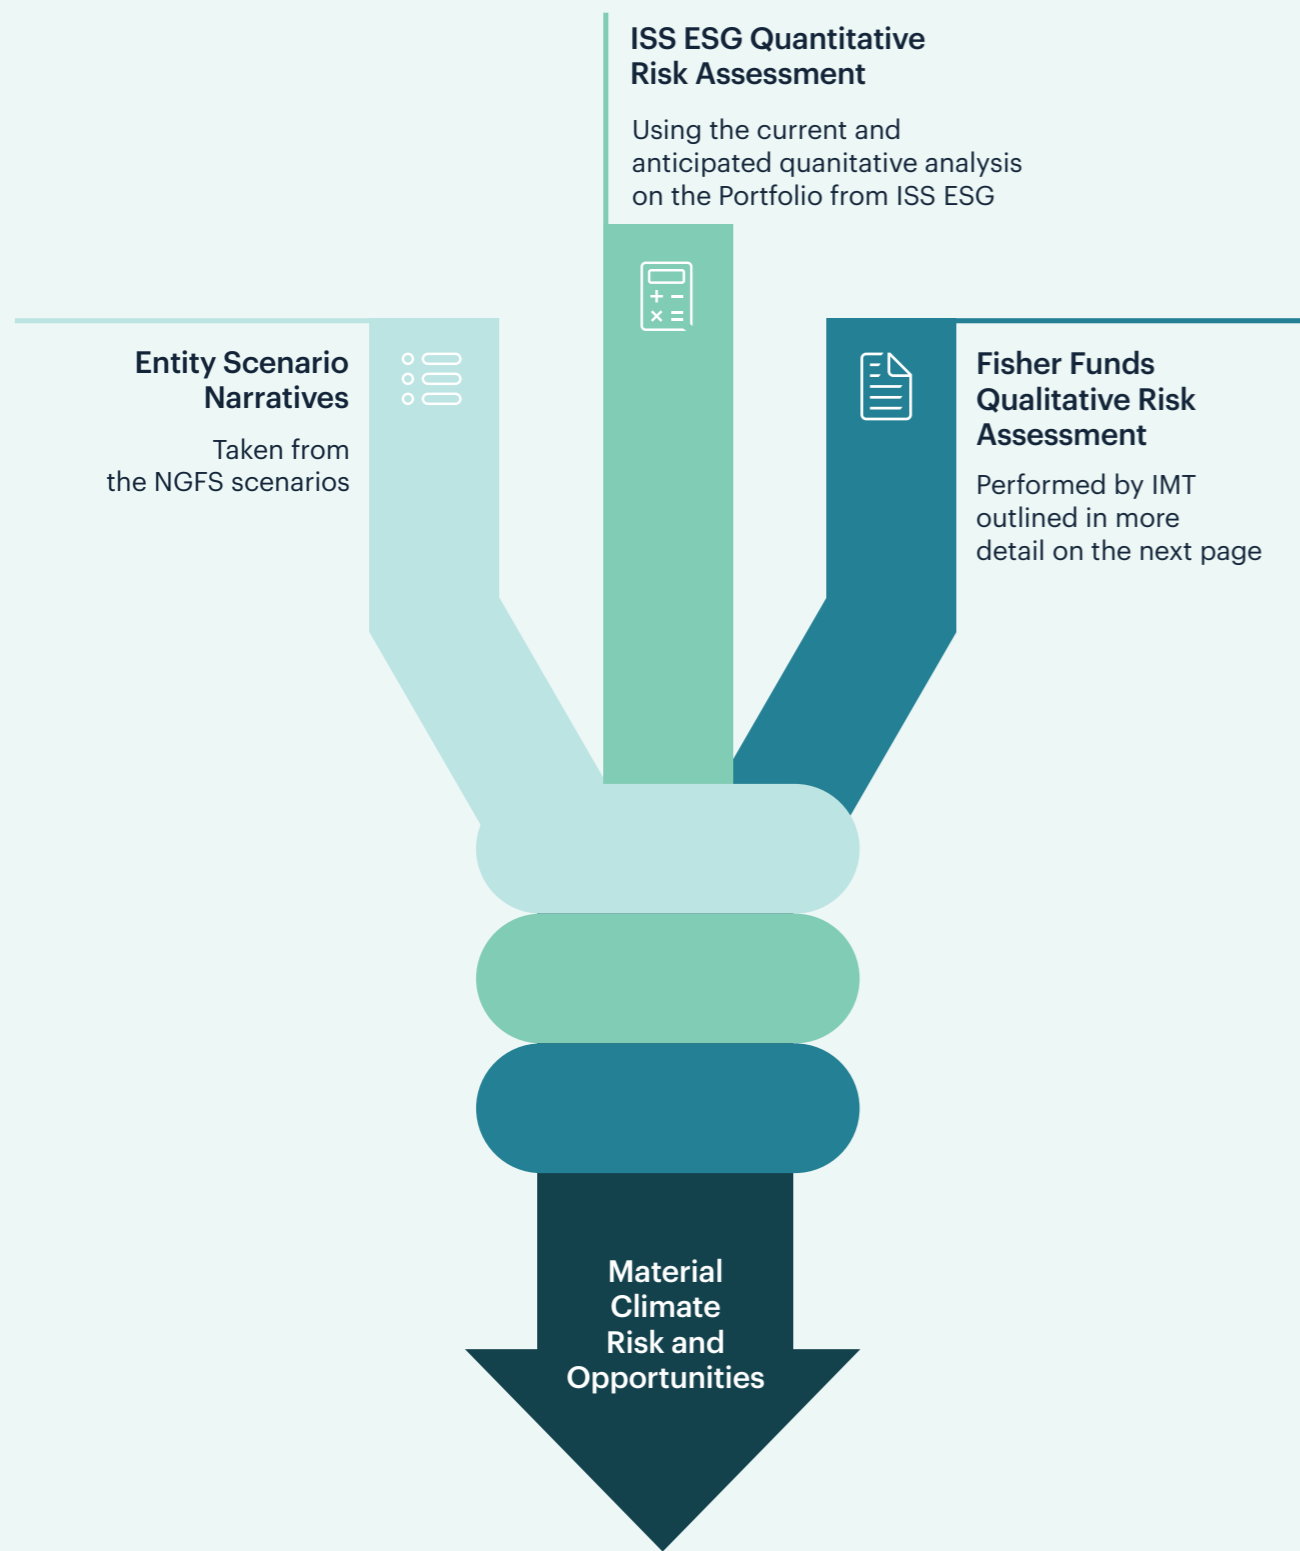 ISS ESG Quantitative
Risk Assessment
Using the current and
anticipated quanitative analysis
on the Portfolio from ISS ESG
Entity Scenario
Narratives
Taken from
the NGFS scenarios
Fisher Funds
Qualitative Risk
Assessment
Performed by IMT
outlined in more
detail on the next page
Material
Climate
Risk and
Opportunities